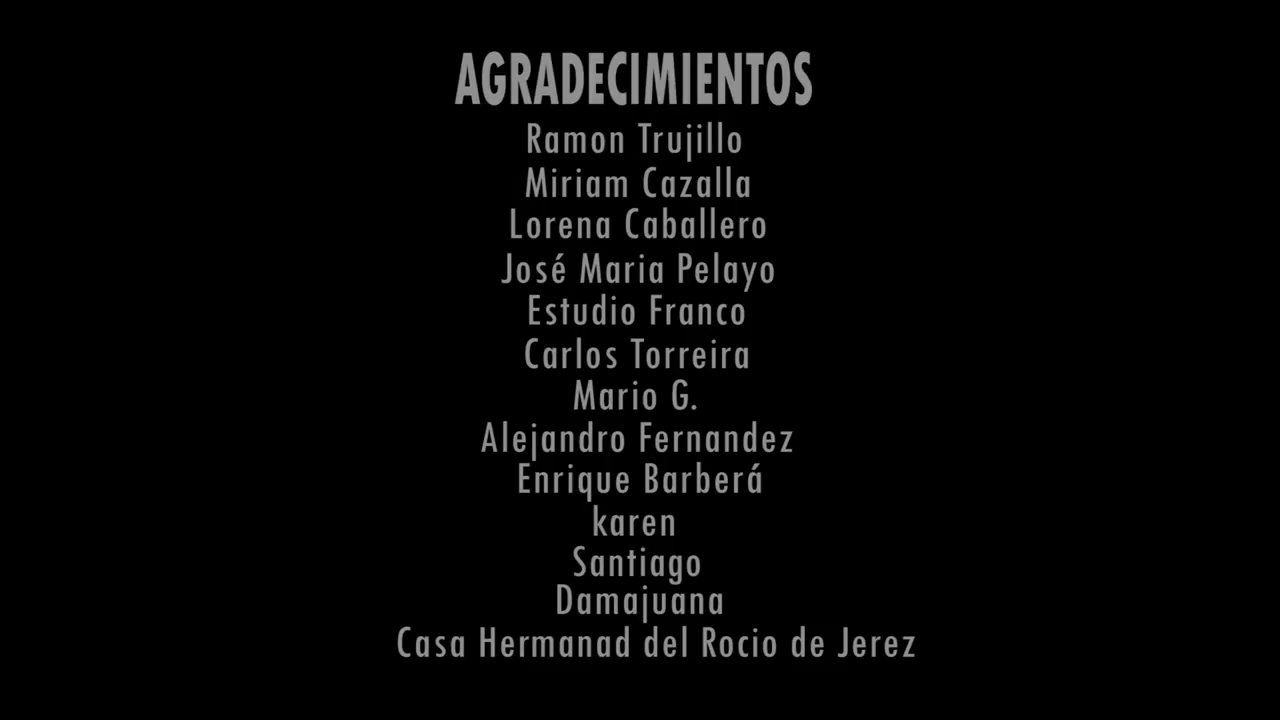 AGRADECIMIENTOS
Ramon Trujillo
Miriam Cazalla
Lorena Caballero
José Maria Pelayo
Estudio Franco
Carlos Torreira
Mario G.
Alejandro Fernandez
Enrique Barberá
karen
Santiago
Damajuana
Casa Hermanad del Rocio de Jerez